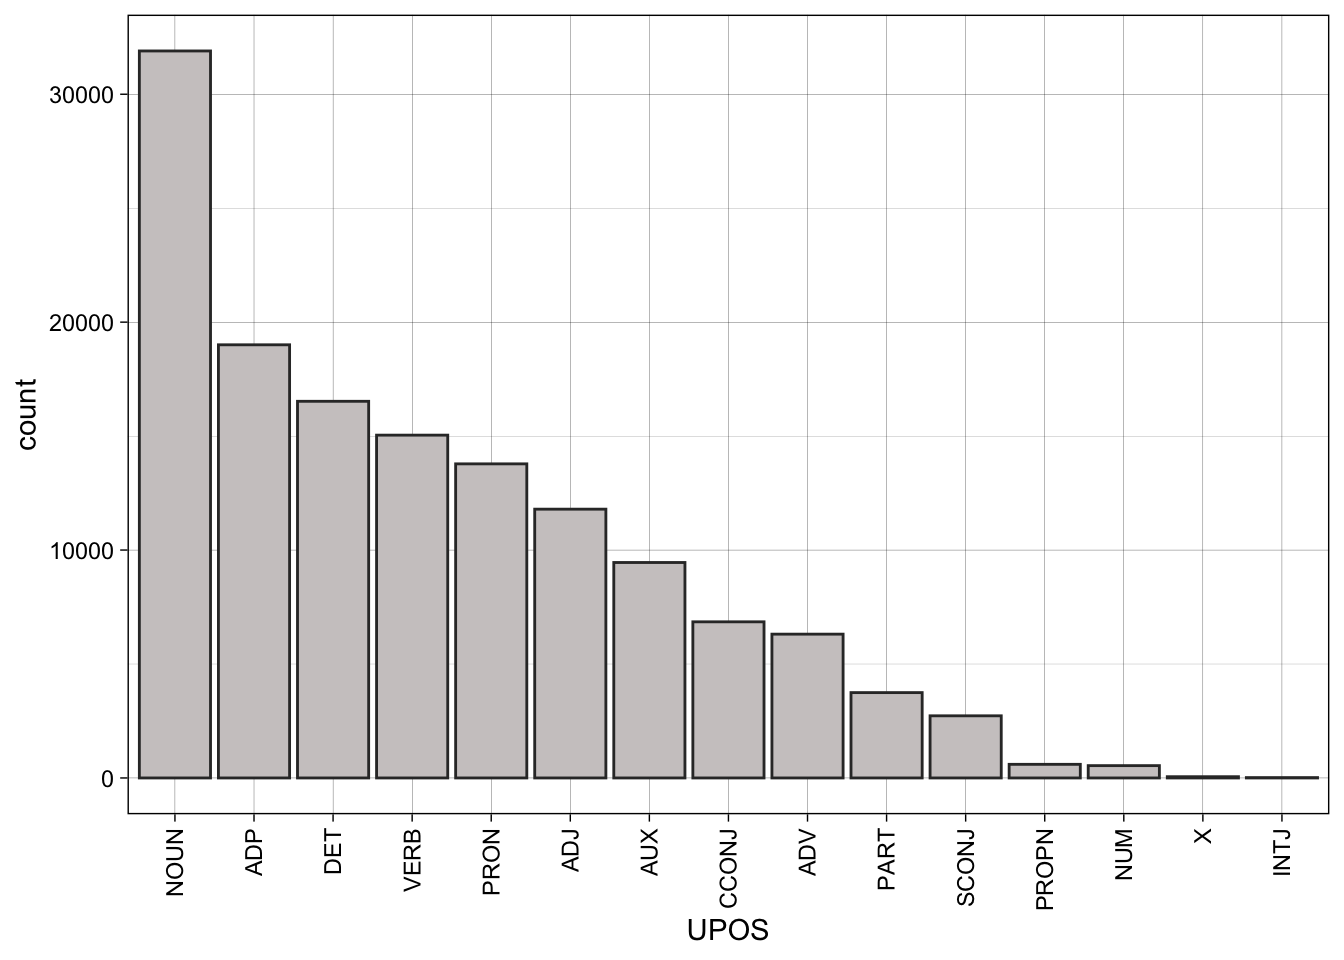 30000
20000
10000
0
count
NOUN
ADP
DET
VERB
PRON
ADJ
AUX
CCONJ
ADV
PART
SCONJ
PROPN
NUM
X
INTJ
UPOS